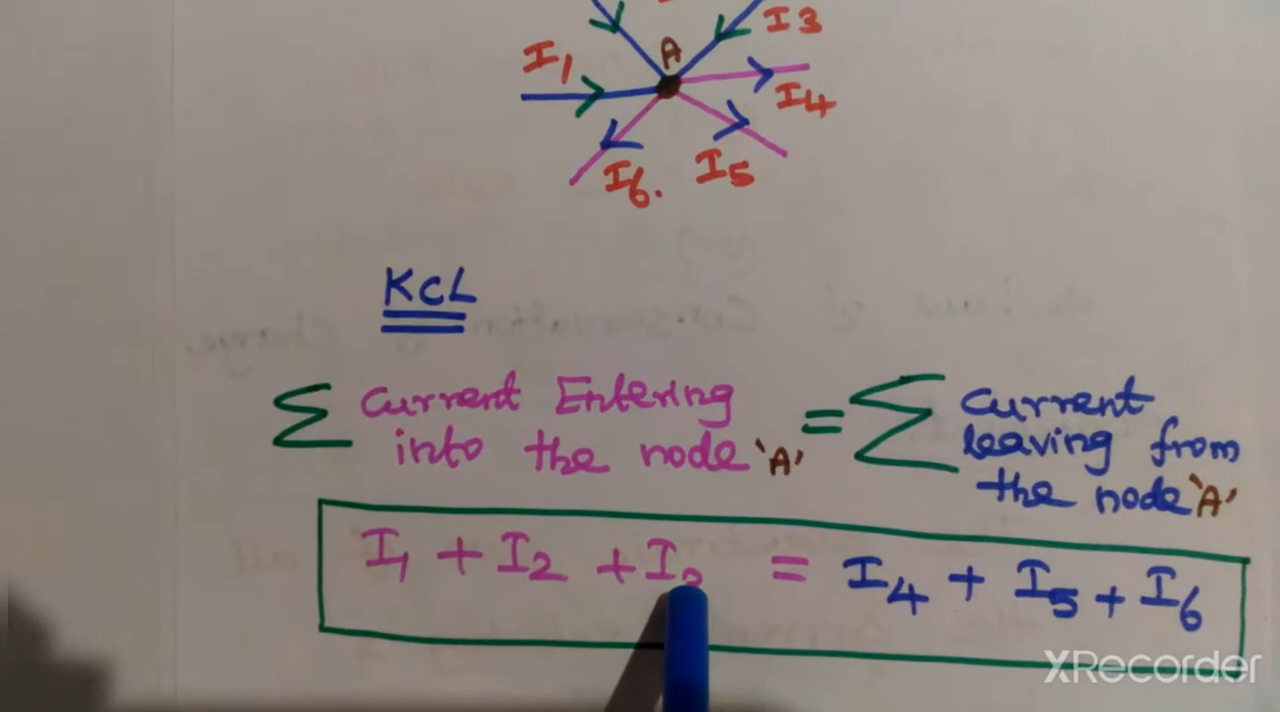 I3
A
I1
I4
I5
I6.
KCL
Σ Current Entering = Σ Current
into the node 'A' leaving from
the node 'A'
I1 + I2 + I = I4 + I5 + I6
XRecorder